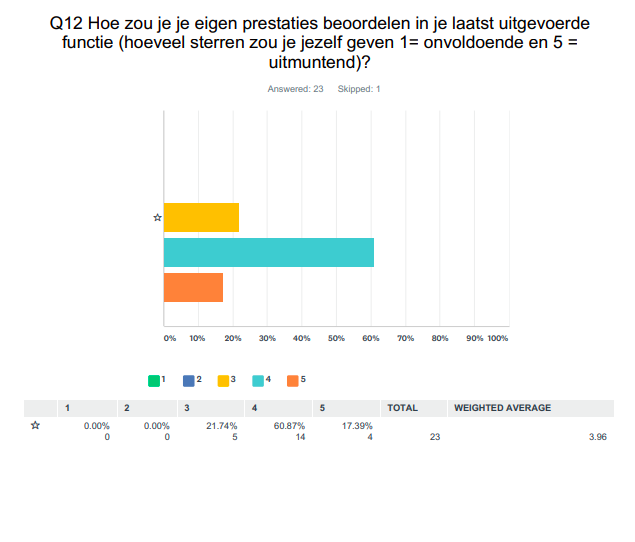 Q12 Hoe zou je je eigen prestaties beoordelen in je laatst uitgevoerde
functie (hoeveel sterren zou je jezelf geven 1= onvoldoende en 5 =
uitmuntend)?
Answered: 23 Skipped: 1
0% 10% 20% 30% 40% 50% 60% 70% 80% 90% 100%
1 2 3 4 5
1 2 3 4 5 TOTAL WEIGHTED AVERAGE
0.00% 0.00% 21.74% 60.87% 17.39%
0 0 5 14 4 23 3.96